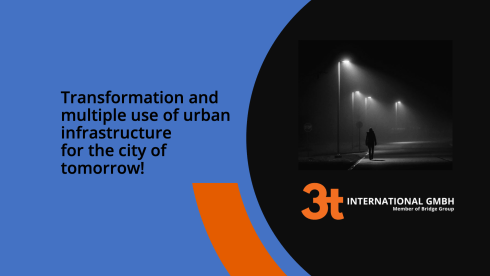 Transformation and
multiple use of urban
infrastructure
for the city of
tomorrow!
3t INTERNATIONAL GMBH
Member of Bridge Group